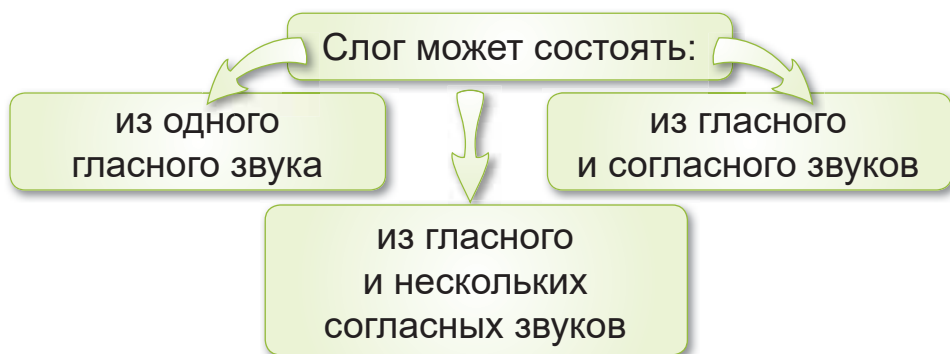 Слог может состоять:
из одного
гласного звука
из гласного
и согласного звуков
из гласного
и нескольких
согласных звуков